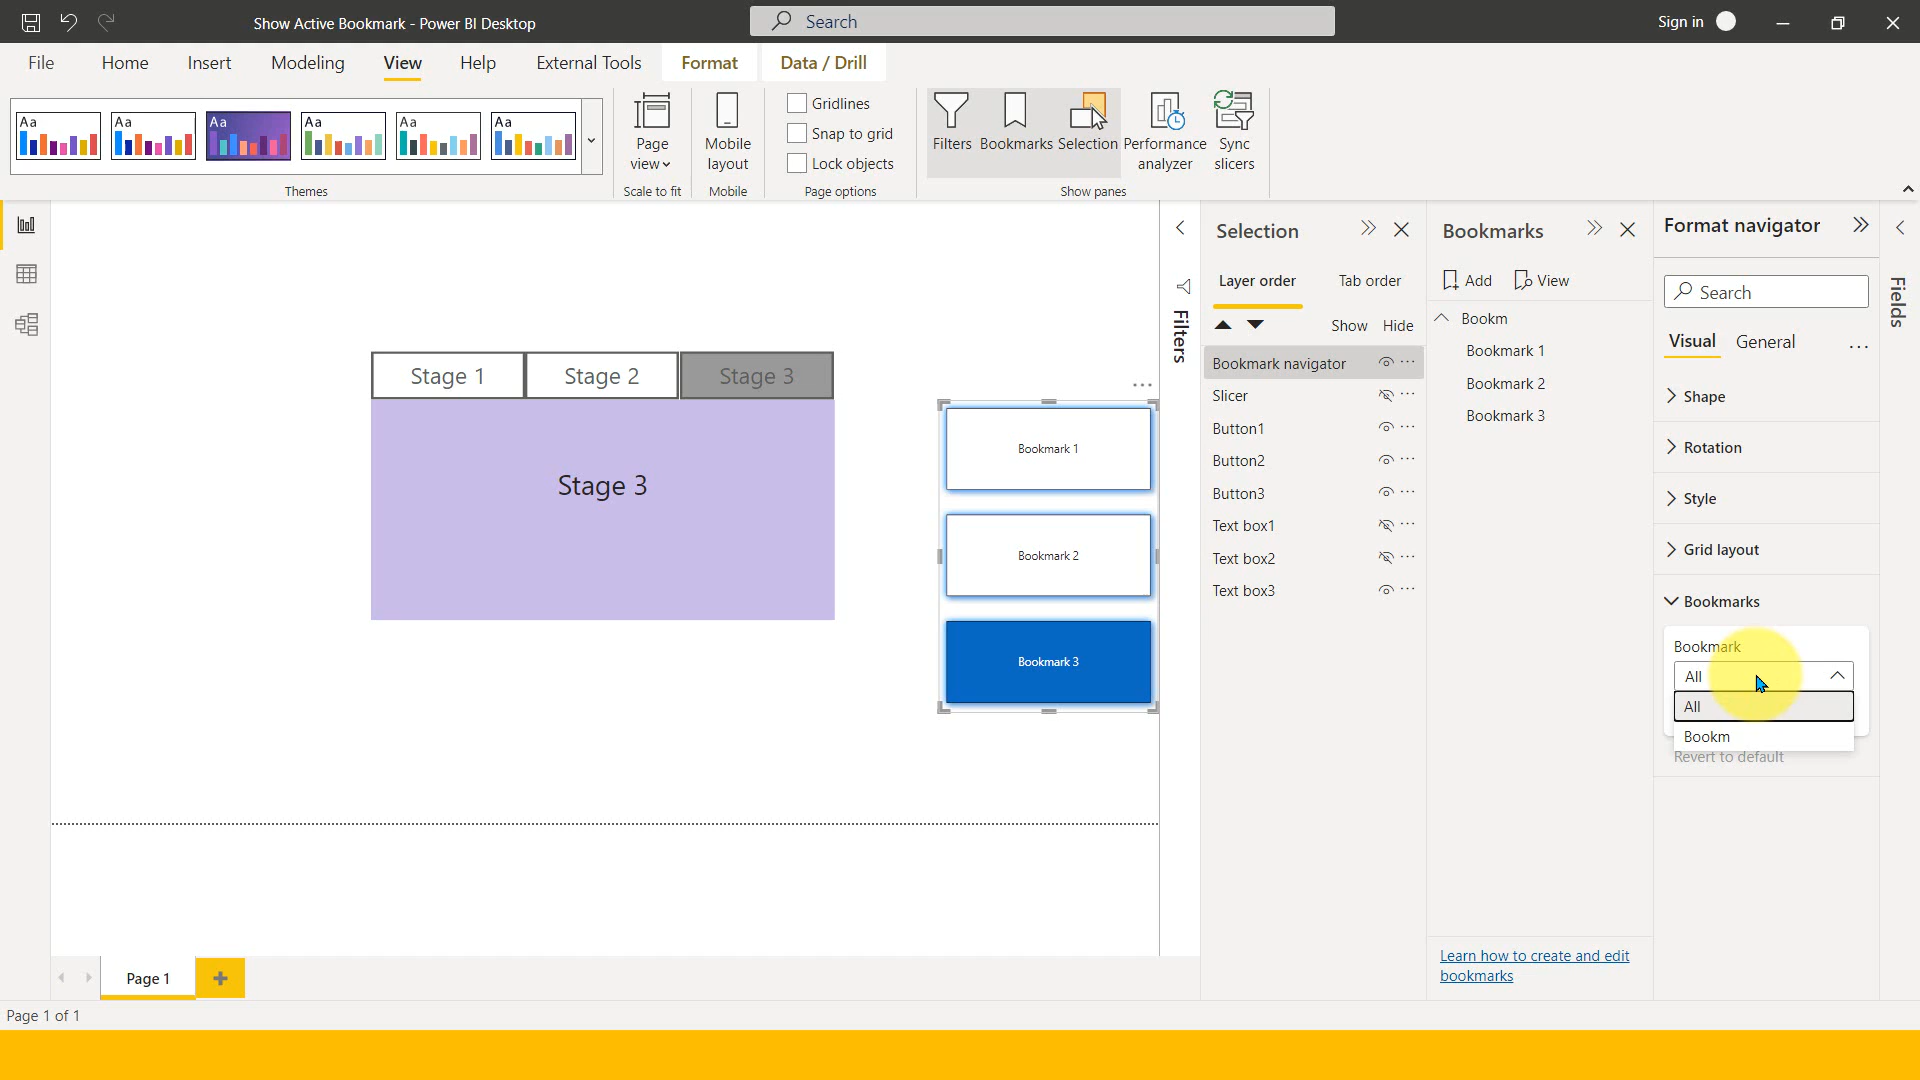 Show Active Bookmark - Power BI Desktop
Search
Sign in
File
Home
Insert
Modeling
View
Help
External Tools
Format
Data / Drill
Aa
Aa
Aa
Aa
Aa
Aa
Themes
Page
view
Scale to fit
Mobile
layout
Mobile
Gridlines
Snap to grid
Lock objects
Page options
Filters
Bookmarks
Selection
Performance
analyzer
Sync
slicers
Show panes
Stage 1
Stage 2
Stage 3
Stage 3
Bookmark 1
Bookmark 2
Bookmark 3
Filters
Selection
Layer order
Tab order
Show
Hide
Bookmark navigator
Slicer
Button1
Button2
Button3
Text box1
Text box2
Text box3
Bookmarks
Add
View
Bookm
Bookmark 1
Bookmark 2
Bookmark 3
Learn how to create and edit
bookmarks
Format navigator
Search
Visual
General
Shape
Rotation
Style
Grid layout
Bookmarks
Bookmark
All
All
Bookm
Revert to default
Fields
Page 1
Page 1 of 1